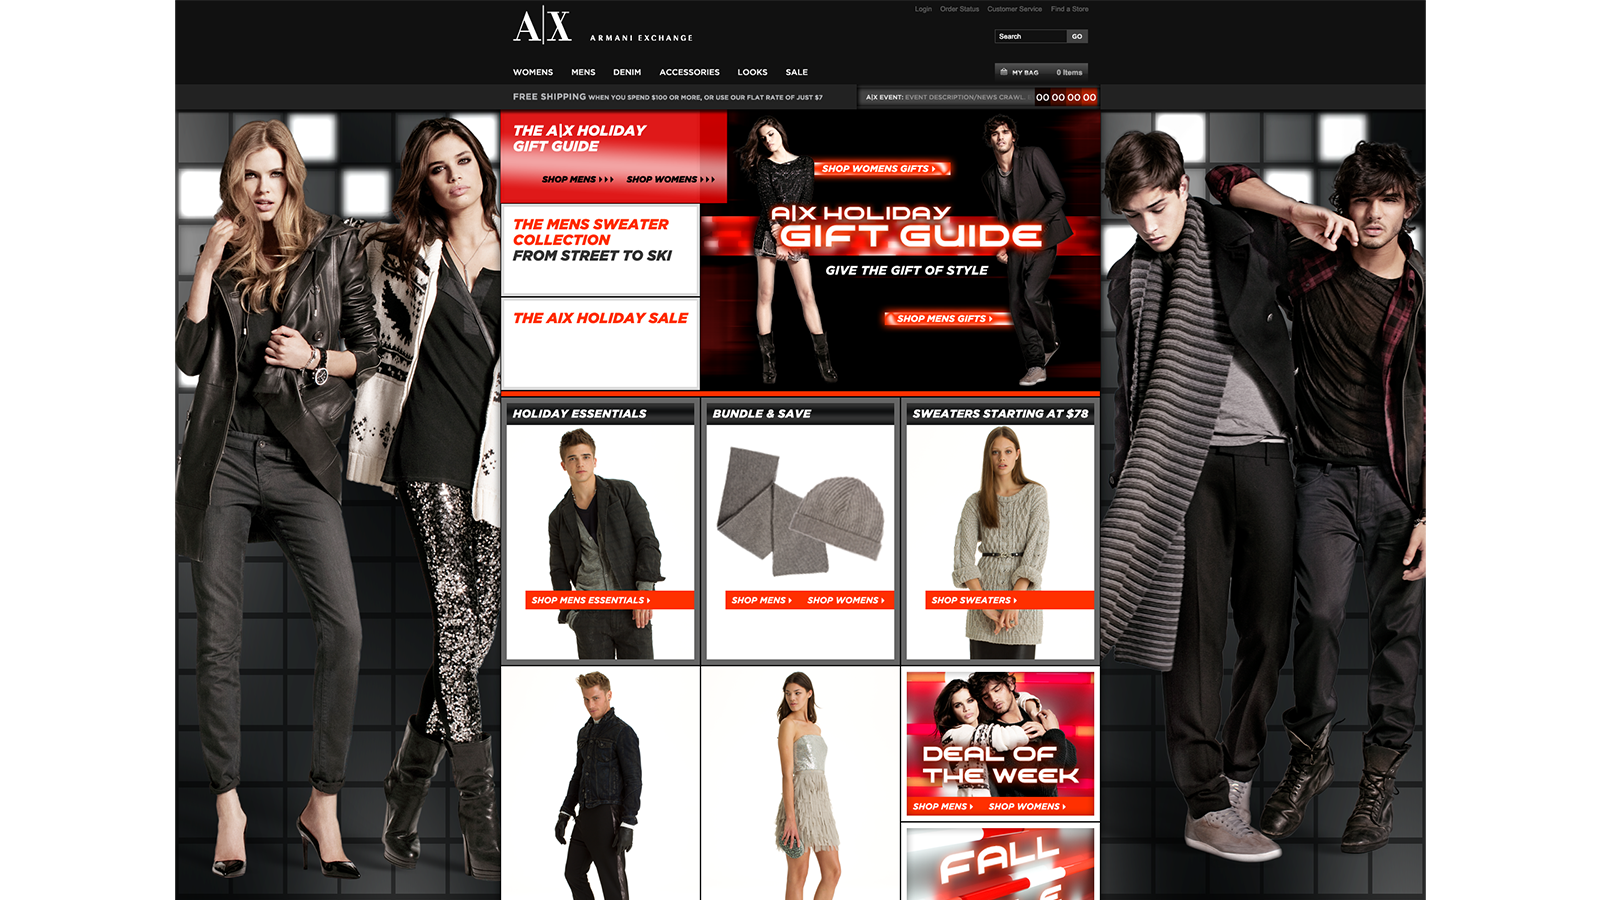 Login Order Status Customer Service Find a Store
A|X ARMANI EXCHANGE
Search GO
WOMENS MENS DENIM ACCESSORIES LOOKS SALE
MY BAG 0 Items
FREE SHIPPING WHEN YOU SPEND $100 OR MORE, OR USE OUR FLAT RATE OF JUST $7
A|X EVENT: EVENT DESCRIPTION/NEWS CRAWL. 00 00 00 00
THE A|X HOLIDAY
GIFT GUIDE
SHOP MENS SHOP WOMENS
THE MENS SWEATER
COLLECTION
FROM STREET TO SKI
THE AIX HOLIDAY SALE
SHOP WOMENS GIFTS
A|X HOLIDAY
GIFT GUIDE
GIVE THE GIFT OF STYLE
SHOP MENS GIFTS
HOLIDAY ESSENTIALS
SHOP MENS ESSENTIALS
BUNDLE & SAVE
SHOP MENS SHOP WOMENS
SWEATERS STARTING AT $78
SHOP SWEATERS
DEAL OF
THE WEEK
SHOP MENS SHOP WOMENS
FALL